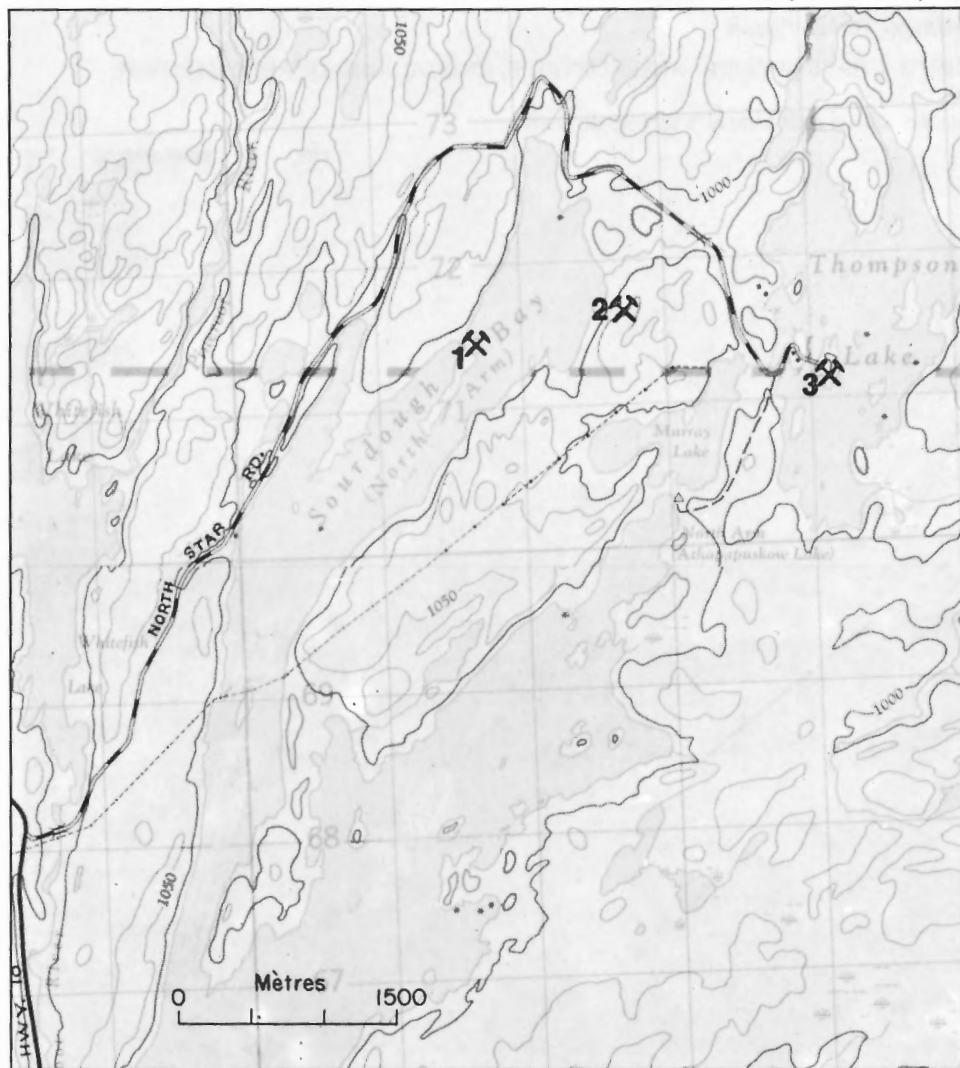 1050
73
1000
72
Thompson
Lake
2
1
3
Sourdough Bay
(North Arm)
71
Whitefish
Murray
Lake
North Arm
Athapapuskow Lake)
NORTH STAR RD.
1050
Whitefish
Lake
69
1000
68
1050
67
Mètres
0 1500
HWY. 10